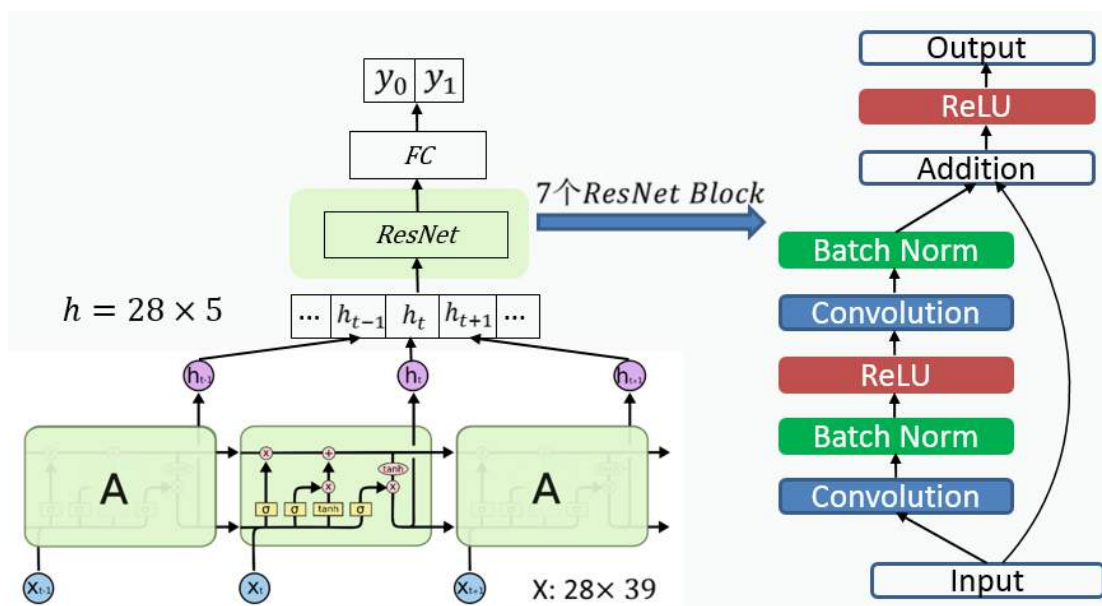 y₀ y₁
FC
ResNet
h = 28 × 5
... hₜ₋₁ hₜ hₜ₊₁ ...
hₜ₋₁ hₜ hₜ₊₁
A A
× +
tanh
× ×
σ σ tanh σ
Xₜ₋₁ Xₜ Xₜ₊₁
X: 28× 39
7个ResNet Block
Output
ReLU
Addition
Batch Norm
Convolution
ReLU
Batch Norm
Convolution
Input